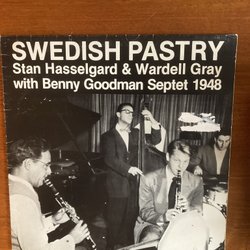 SWEDISH PASTRY
Stan Hasselgard & Wardell Gray
with Benny Goodman Septet 1948